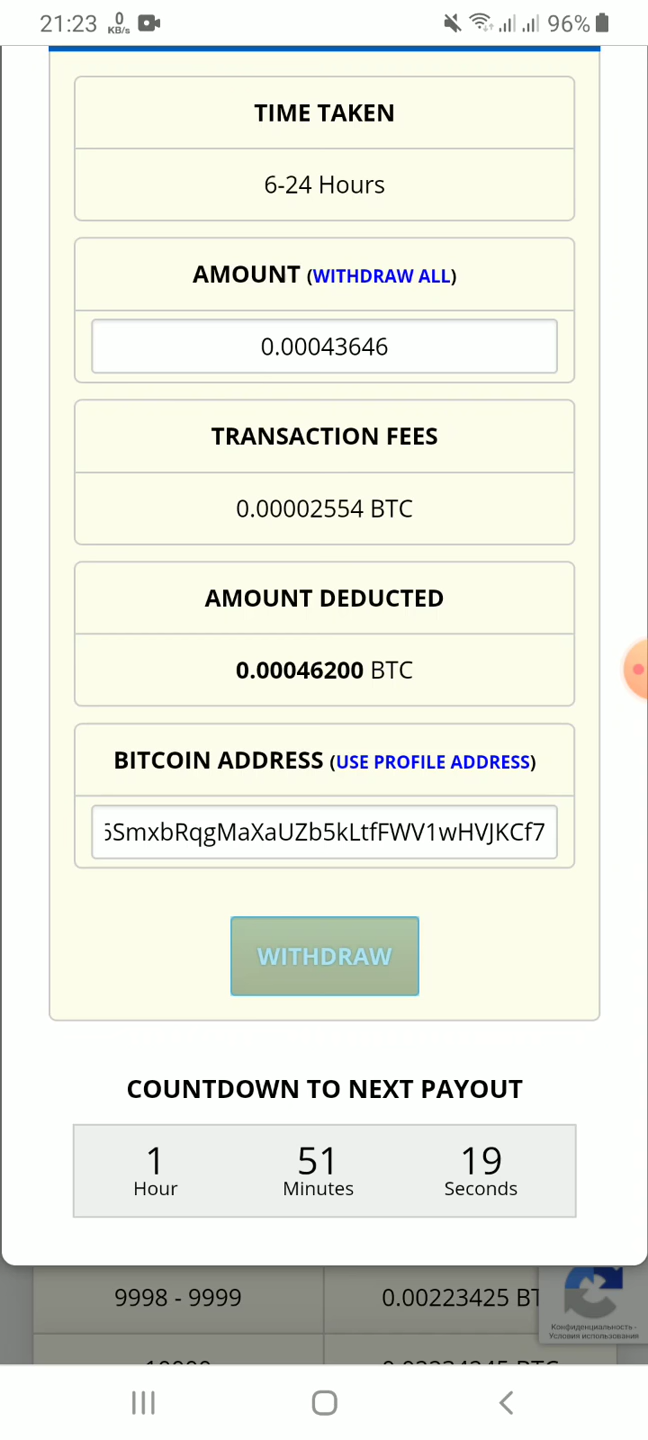 21:23 0 KB/s 96%
TIME TAKEN
6-24 Hours
AMOUNT (WITHDRAW ALL)
0.00043646
TRANSACTION FEES
0.00002554 BTC
AMOUNT DEDUCTED
0.00046200 BTC
BITCOIN ADDRESS (USE PROFILE ADDRESS)
SmxbRqgMaXaUZb5kLtfFWV1wHVJKCf7
WITHDRAW
COUNTDOWN TO NEXT PAYOUT
1 51 19
Hour Minutes Seconds
9998 - 9999 0.00223425 BT
Конфиденциальность -
Условия использования